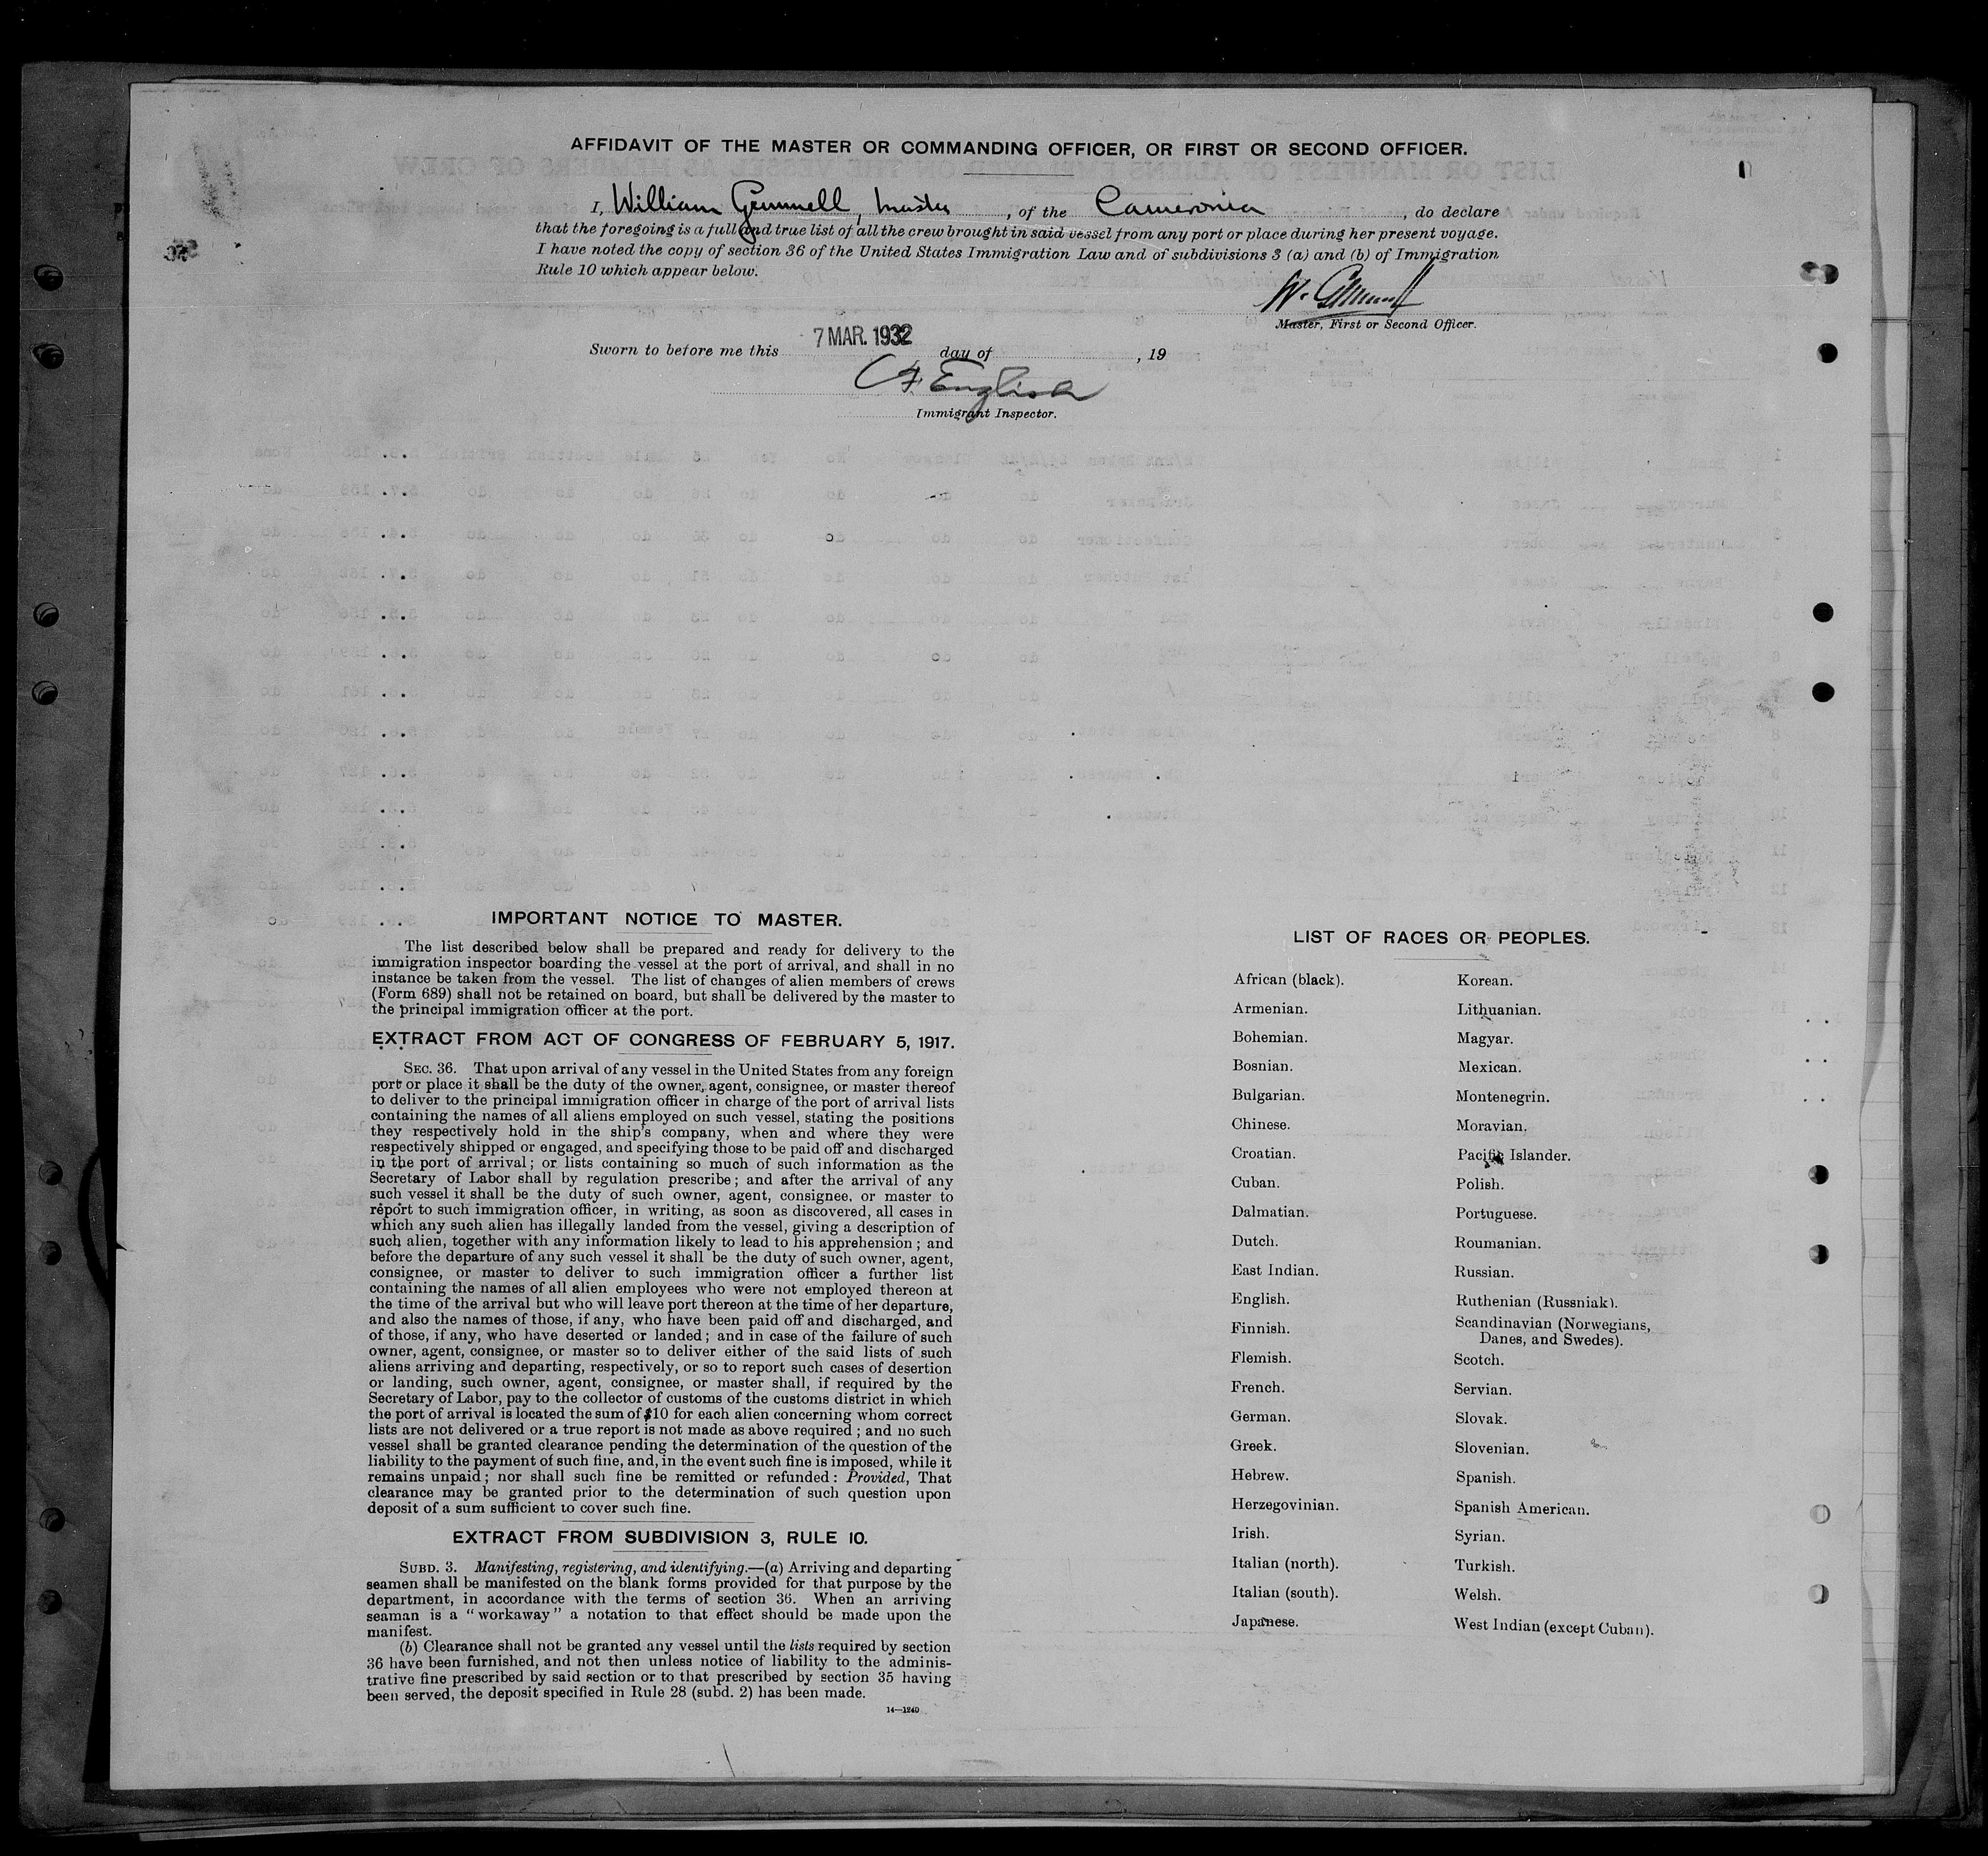 AFFIDAVIT OF THE MASTER OR COMMANDING OFFICER, OR FIRST OR SECOND OFFICER.
I, William Gemmell, Master, of the Cameronia, do declare
that the foregoing is a full and true list of all the crew brought in said vessel from any port or place during her present voyage.
I have noted the copy of section 36 of the United States Immigration Law and of subdivisions 3 (a) and (b) of Immigration
Rule 10 which appear below.
W. Gemmell
Master, First or Second Officer.
Sworn to before me this 7 MAR. 1932 day of , 19
English
Immigrant Inspector.
IMPORTANT NOTICE TO MASTER.
The list described below shall be prepared and ready for delivery to the
immigration inspector boarding the vessel at the port of arrival, and shall in no
instance be taken from the vessel. The list of changes of alien members of crews
(Form 689) shall not be retained on board, but shall be delivered by the master to
the principal immigration officer at the port.
EXTRACT FROM ACT OF CONGRESS OF FEBRUARY 5, 1917.
SEC. 36. That upon arrival of any vessel in the United States from any foreign
port or place it shall be the duty of the owner, agent, consignee, or master thereof
to deliver to the principal immigration officer in charge of the port of arrival lists
containing the names of all aliens employed on such vessel, stating the positions
they respectively hold in the ship's company, when and where they were
respectively shipped or engaged, and specifying those to be paid off and discharged
in the port of arrival; or lists containing so much of such information as the
Secretary of Labor shall by regulation prescribe; and after the arrival of any
such vessel it shall be the duty of such owner, agent, consignee, or master to
report to such immigration officer, in writing, as soon as discovered, all cases in
which any such alien has illegally landed from the vessel, giving a description of
such alien, together with any information likely to lead to his apprehension; and
before the departure of any such vessel it shall be the duty of such owner, agent,
consignee, or master to deliver to such immigration officer a further list
containing the names of all alien employees who were not employed thereon at
the time of the arrival but who will leave port thereon at the time of her departure,
and also the names of those, if any, who have been paid off and discharged, and
of those, if any, who have deserted or landed; and in case of the failure of such
owner, agent, consignee, or master so to deliver either of the said lists of such
aliens arriving and departing, respectively, or so to report such cases of desertion
or landing, such owner, agent, consignee, or master shall, if required by the
Secretary of Labor, pay to the collector of customs of the customs district in which
the port of arrival is located the sum of $10 for each alien concerning whom correct
lists are not delivered or a true report is not made as above required; and no such
vessel shall be granted clearance pending the determination of the question of the
liability to the payment of such fine, and, in the event such fine is imposed, while it
remains unpaid; nor shall such fine be remitted or refunded: Provided, That
clearance may be granted prior to the determination of such question upon
deposit of a sum sufficient to cover such fine.
EXTRACT FROM SUBDIVISION 3, RULE 10.
SUBD. 3. Manifesting, registering, and identifying.—(a) Arriving and departing
seamen shall be manifested on the blank forms provided for that purpose by the
department, in accordance with the terms of section 36. When an arriving
seaman is a "workaway" a notation to that effect should be made upon the
manifest.
(b) Clearance shall not be granted any vessel until the lists required by section
36 have been furnished, and not then unless notice of liability to the adminis-
trative fine prescribed by said section or to that prescribed by section 35 having
been served, the deposit specified in Rule 28 (subd. 2) has been made.
14—1240
LIST OF RACES OR PEOPLES.
African (black).
Armenian.
Bohemian.
Bosnian.
Bulgarian.
Chinese.
Croatian.
Cuban.
Dalmatian.
Dutch.
East Indian.
English.
Finnish.
Flemish.
French.
German.
Greek.
Hebrew.
Herzegovinian.
Irish.
Italian (north).
Italian (south).
Japanese.
Korean.
Lithuanian.
Magyar.
Mexican.
Montenegrin.
Moravian.
Pacific Islander.
Polish.
Portuguese.
Roumanian.
Russian.
Ruthenian (Russniak).
Scandinavian (Norwegians,
Danes, and Swedes).
Scotch.
Servian.
Slovak.
Slovenian.
Spanish.
Spanish American.
Syrian.
Turkish.
Welsh.
West Indian (except Cuban).